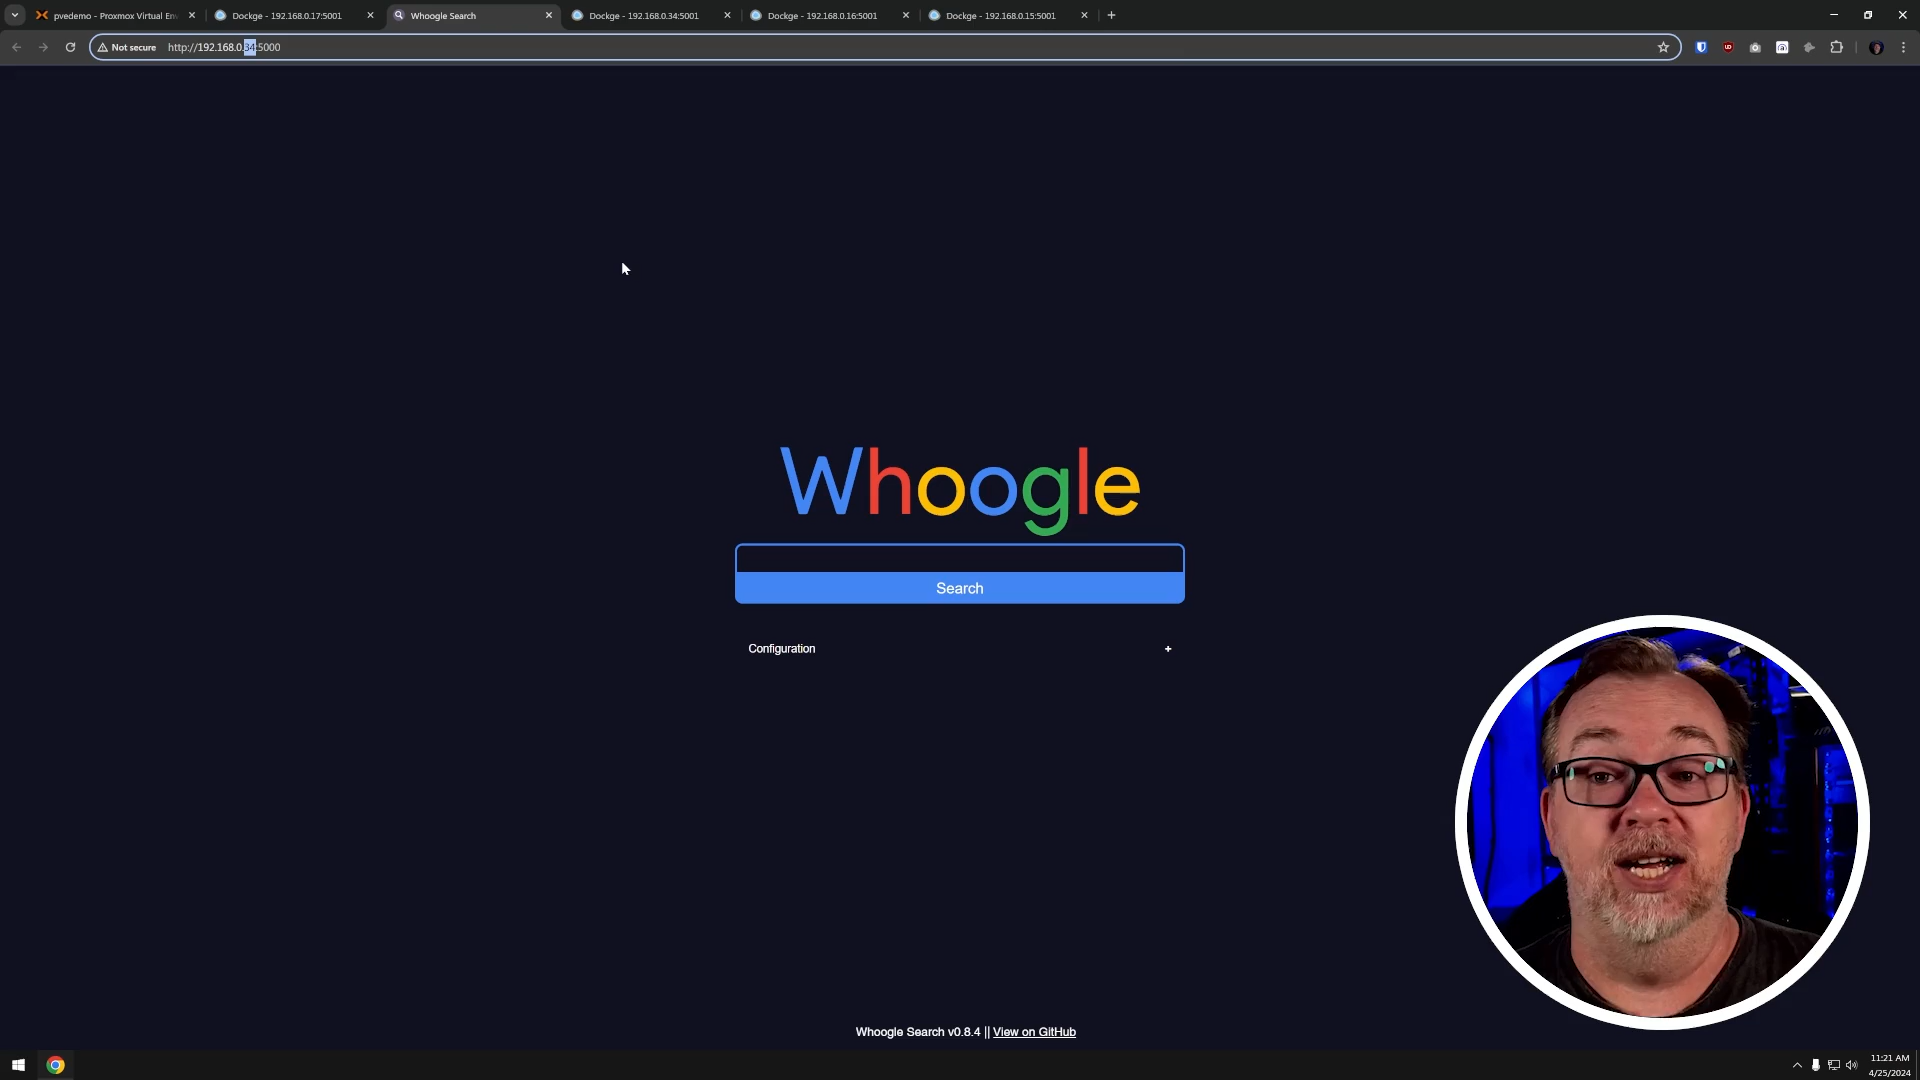 pvedemo - Proxmox Virtual En
Dockge - 192.168.0.17:5001
Whoogle Search
Dockge - 192.168.0.34:5001
Dockge - 192.168.0.16:5001
Dockge - 192.168.0.15:5001
Not secure
http://192.168.0.34:5000
Whoogle
Search
Configuration
+
Whoogle Search v0.8.4 || View on GitHub
11:21 AM
4/25/2024